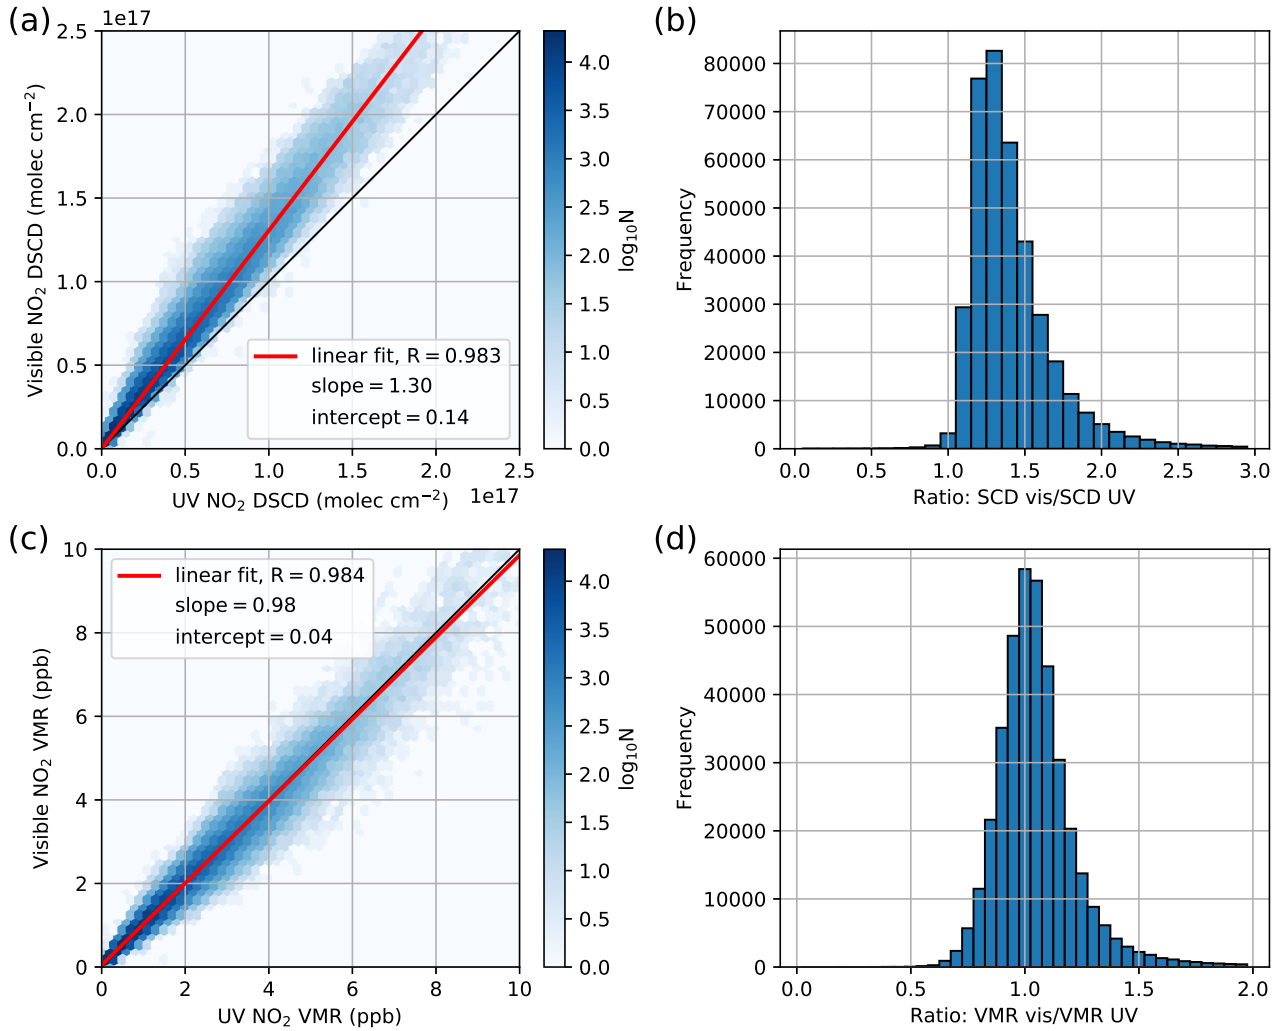 (a)
1e17
2.5
2.0
1.5
1.0
0.5
0.0
Visible NO₂ DSCD (molec cm⁻²)
linear fit, R = 0.983
slope = 1.30
intercept = 0.14
0.0 0.5 1.0 1.5 2.0 2.5
UV NO₂ DSCD (molec cm⁻²) 1e17
4.0
3.5
3.0
2.5
2.0
1.5
1.0
0.5
0.0
log₁₀N
(b)
80000
70000
60000
50000
40000
30000
20000
10000
0
Frequency
0.0 0.5 1.0 1.5 2.0 2.5 3.0
Ratio: SCD vis/SCD UV
(c)
10
8
6
4
2
0
Visible NO₂ VMR (ppb)
linear fit, R = 0.984
slope = 0.98
intercept = 0.04
0 2 4 6 8 10
UV NO₂ VMR (ppb)
4.0
3.5
3.0
2.5
2.0
1.5
1.0
0.5
0.0
log₁₀N
(d)
60000
50000
40000
30000
20000
10000
0
Frequency
0.0 0.5 1.0 1.5 2.0
Ratio: VMR vis/VMR UV